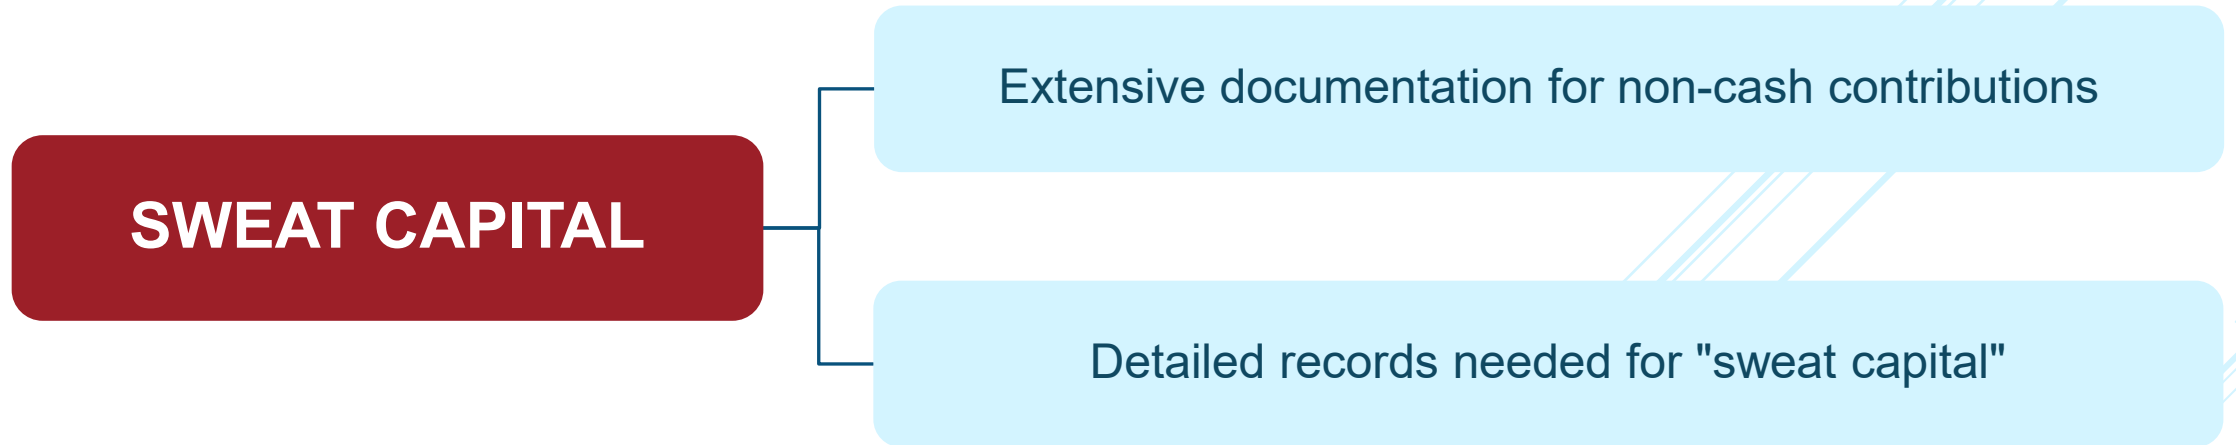 SWEAT CAPITAL
Extensive documentation for non-cash contributions
Detailed records needed for "sweat capital"